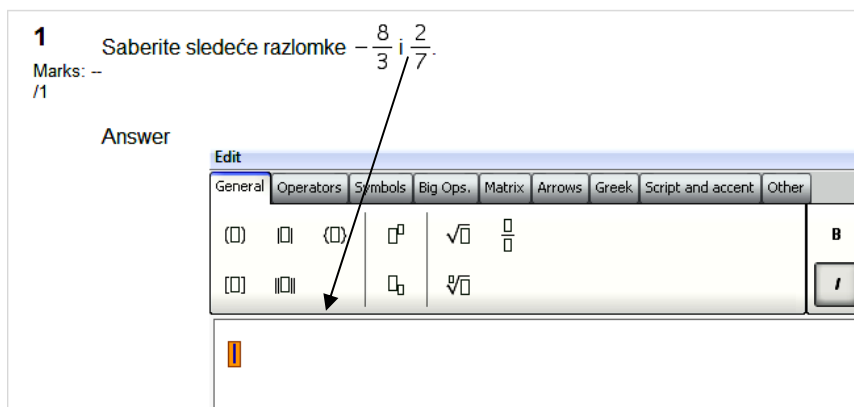 1
Saberite sledeće razlomke −8/3 i 2/7.
Marks: --
/1
Answer
Edit
General Operators Symbols Big Ops. Matrix Arrows Greek Script and accent Other
(□) |□| {□} □^□ √□ □/□ B
[□] ||□|| □_□ ∜□ I